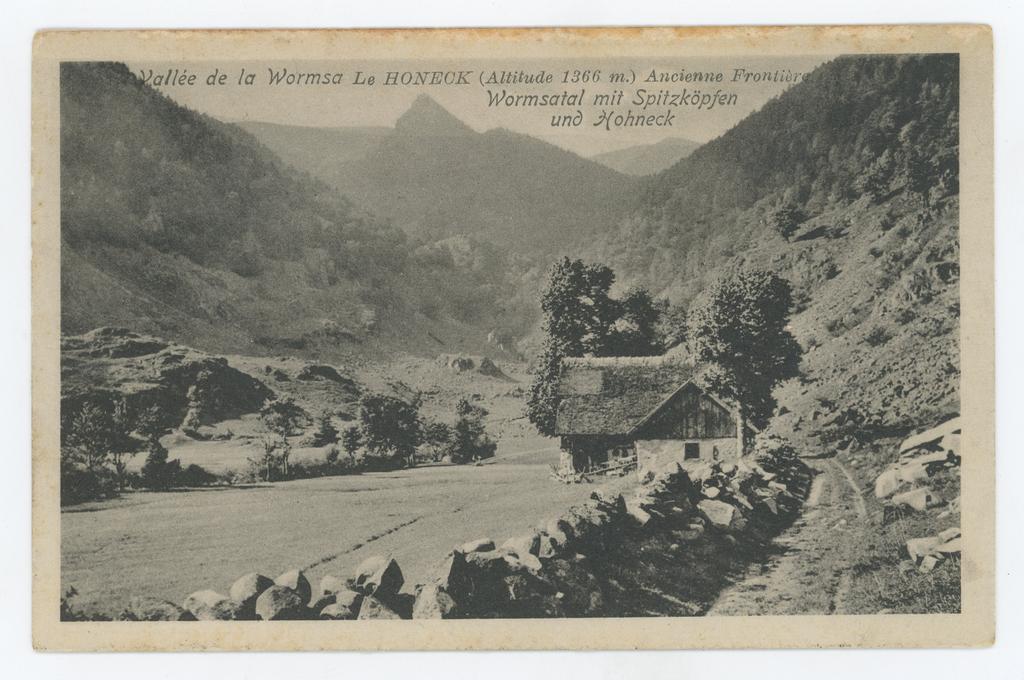 Vallée de la Wormsa Le HONECK (Altitude 1366 m.) Ancienne Frontière
Wormsatal mit Spitzköpfen
und Hohneck